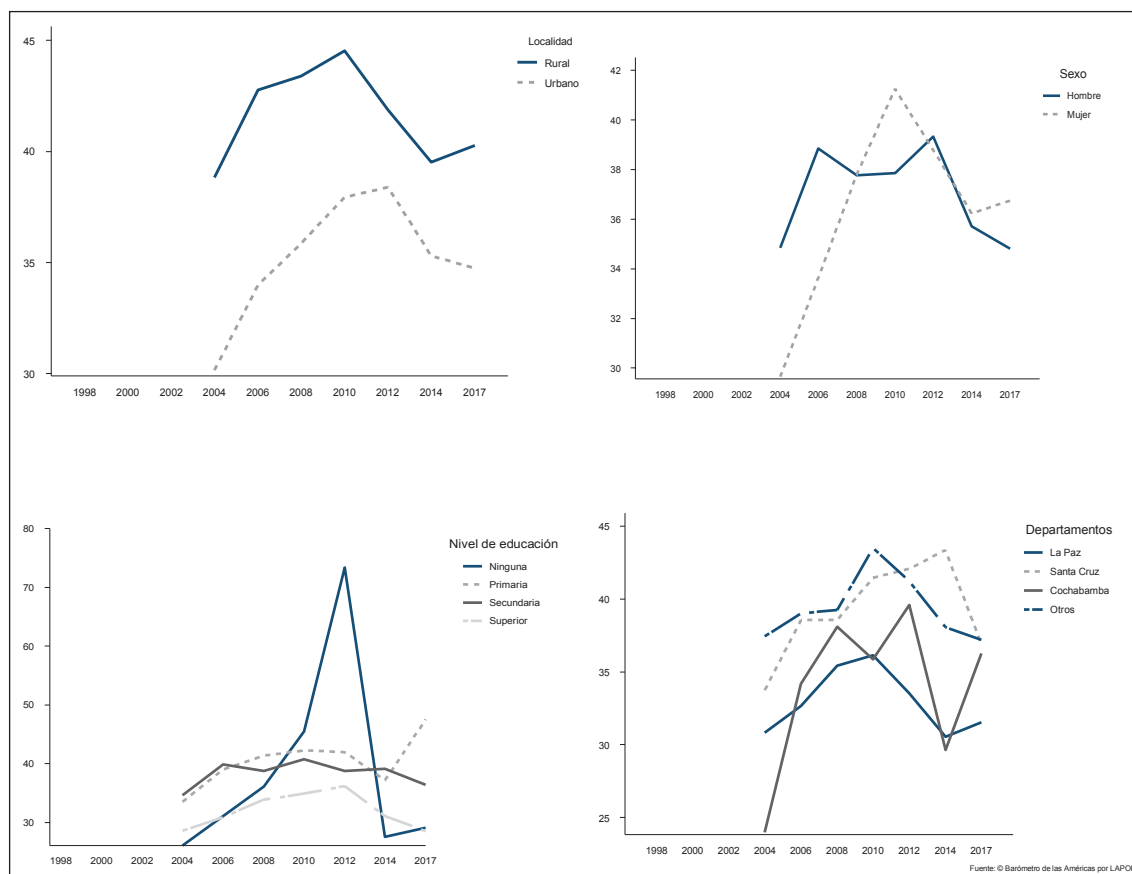 Localidad
Rural
Urbano
45
40
35
30
1998 2000 2002 2004 2006 2008 2010 2012 2014 2017
Sexo
Hombre
Mujer
42
40
38
36
34
32
30
1998 2000 2002 2004 2006 2008 2010 2012 2014 2017
Nivel de educación
Ninguna
Primaria
Secundaria
Superior
80
70
60
50
40
30
1998 2000 2002 2004 2006 2008 2010 2012 2014 2017
Departamentos
La Paz
Santa Cruz
Cochabamba
Otros
45
40
35
30
25
1998 2000 2002 2004 2006 2008 2010 2012 2014 2017
Fuente: © Barómetro de las Américas por LAPOP